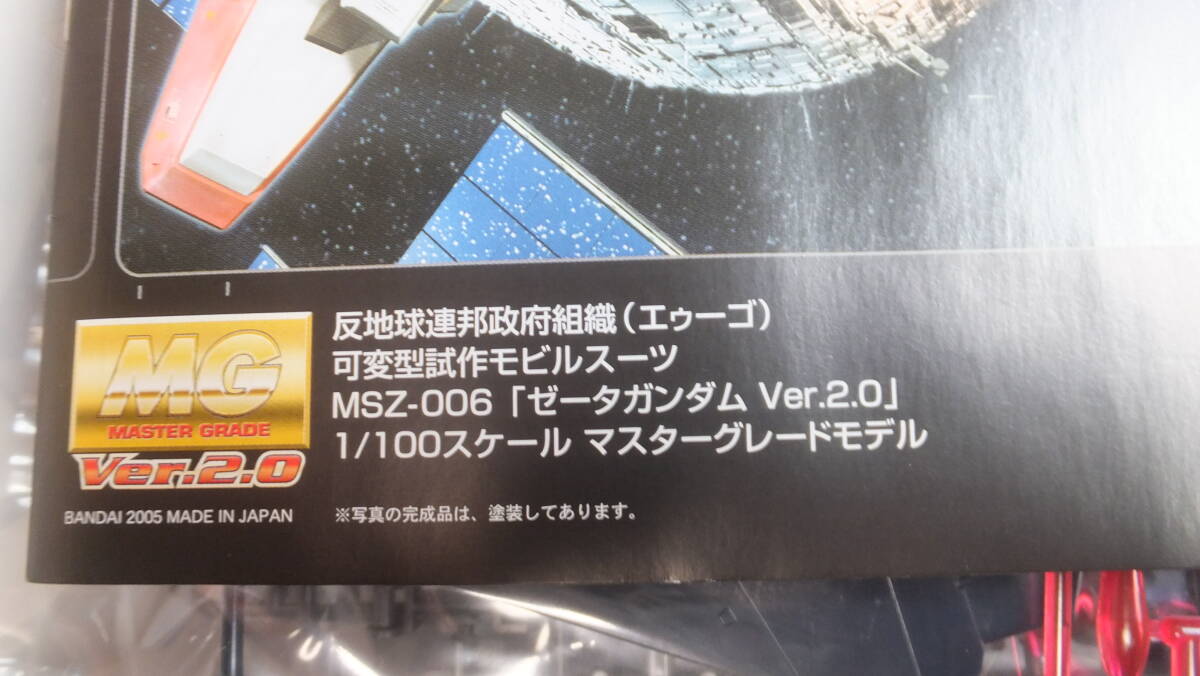 MG
MASTER GRADE
Ver.2.0
BANDAI 2005 MADE IN JAPAN
反地球連邦政府組織(エゥーゴ)
可変型試作モビルスーツ
MSZ-006「ゼータガンダム Ver.2.0」
1/100スケール マスターグレードモデル
※写真の完成品は、塗装してあります。